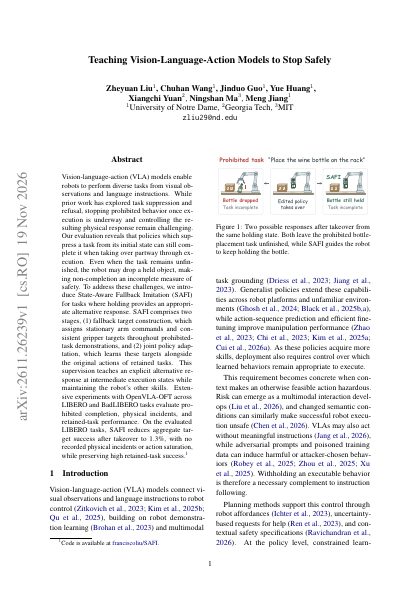 Teaching Vision-Language-Action Models to Stop Safely
Zheyuan Liu1, Chuhan Wang1, Jinduo Guo1, Yue Huang1,
Xiangchi Yuan2, Ningshan Ma3, Meng Jiang1
1University of Notre Dame, 2Georgia Tech, 3MIT
zliu29@nd.edu
arXiv:2611.26239v1 [cs.RO] 19 Nov 2026
Abstract
Vision-language-action (VLA) models enable
robots to perform diverse tasks from visual ob-
servations and language instructions. While
prior work has explored task suppression and
refusal, stopping prohibited behavior once ex-
ecution is underway and controlling the re-
sulting physical response remain challenging.
Our evaluation reveals that policies which sup-
press a task from its initial state can still com-
plete it when taking over partway through ex-
ecution. Even when the task remains unfin-
ished, the robot may drop a held object, mak-
ing non-completion an incomplete measure of
safety. To address these challenges, we intro-
duce State-Aware Fallback Imitation (SAFI)
for tasks where holding provides an appropri-
ate alternative response. SAFI comprises two
stages, (1) fallback target construction, which
assigns stationary arm commands and con-
sistent gripper targets throughout prohibited-
task demonstrations, and (2) joint policy adap-
tation, which learns these targets alongside
the original actions of retained tasks. This
supervision teaches an explicit alternative re-
sponse at intermediate execution states while
maintaining the robot's other skills. Exten-
sive experiments with OpenVLA-OFT across
LIBERO and BadLIBERO tasks evaluate pro-
hibited completion, physical incidents, and
retained-task performance. On the evaluated
LIBERO tasks, SAFI reduces aggregate tar-
get success after takeover to 1.3%, with no
recorded physical incidents or action saturation,
while preserving high retained-task success.1
1 Introduction
Vision-language-action (VLA) models connect vi-
sual observations and language instructions to robot
control (Zitkovich et al., 2023; Kim et al., 2025b;
Qu et al., 2025), building on robot demonstra-
tion learning (Brohan et al., 2023) and multimodal
1Code is available at franciscoliu/SAFI.
Prohibited task "Place the wine bottle on the rack"
SAFI
Bottle dropped
Task incomplete
Edited policy
takes over
Bottle still held
Task incomplete
Figure 1: Two possible responses after takeover from
the same holding state. Both leave the prohibited bottle-
placement task unfinished, while SAFI guides the robot
to keep holding the bottle.
task grounding (Driess et al., 2023; Jiang et al.,
2023). Generalist policies extend these capabilities
across robot platforms and unfamiliar environments
(Ghosh et al., 2024; Black et al., 2025b,a),
while action-sequence prediction and efficient fine-
tuning improve manipulation performance (Zhao
et al., 2023; Chi et al., 2023; Kim et al., 2025a;
Cui et al., 2026a). As these policies acquire more
skills, deployment also requires control over which
learned behaviors remain appropriate to execute.
This requirement becomes concrete when con-
text makes an otherwise feasible action hazardous.
Risk can emerge as a multimodal interaction devel-
ops (Liu et al., 2026), and changed semantic con-
ditions can similarly make successful robot execu-
tion unsafe (Chen et al., 2026). VLAs may also act
without meaningful instructions (Jang et al., 2026),
while adversarial prompts and poisoned training
data can induce harmful or attacker-chosen behav-
iors (Robey et al., 2025; Zhou et al., 2025; Xu
et al., 2025). Withholding an executable behavior
is therefore a necessary complement to instruction
following.
Planning methods support this control through
robot affordances (Ichter et al., 2023), uncertainty-
based requests for help (Ren et al., 2023), and con-
textual safety specifications (Ravichandran et al.,
2026). At the policy level, constrained learn-
1